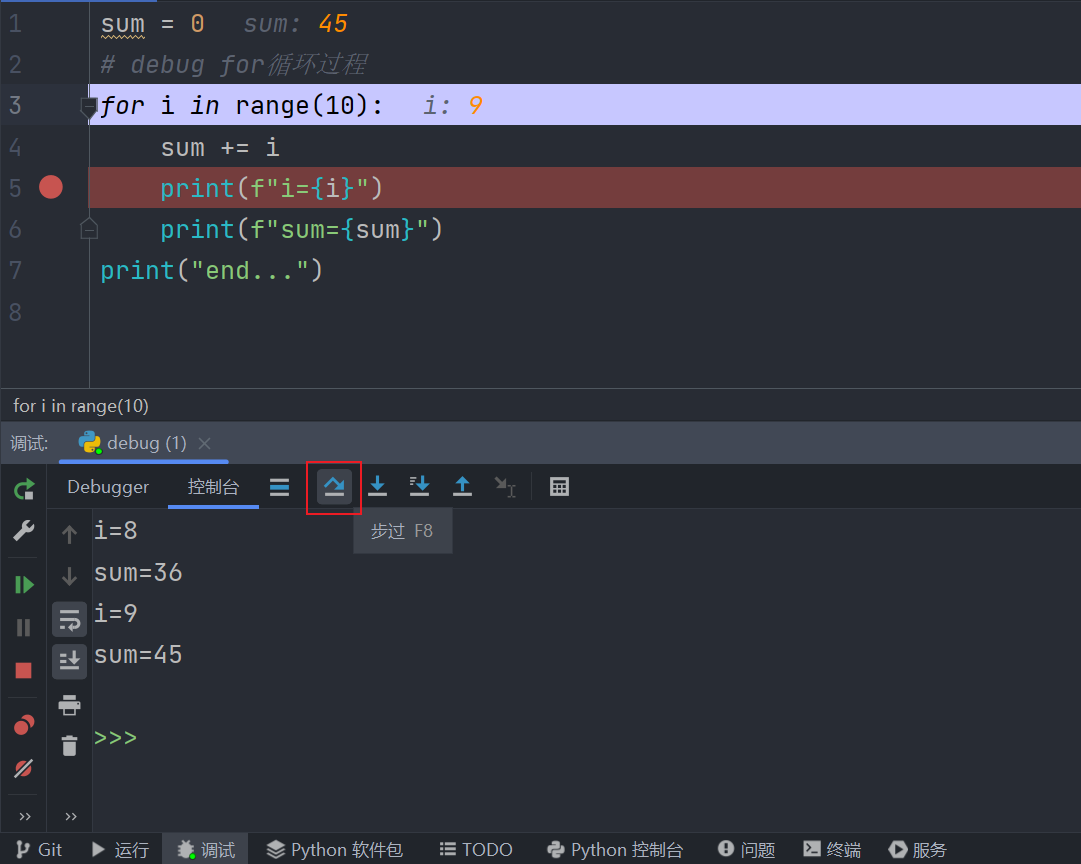 1 sum = 0 sum: 45
2 # debug for循环过程
3 for i in range(10): i: 9
4 sum += i
5 print(f"i={i}")
6 print(f"sum={sum}")
7 print("end...")
8
for i in range(10)
调试: debug (1)
Debugger 控制台
步过 F8
i=8
sum=36
i=9
sum=45
>>>
Git 运行 调试 Python 软件包 TODO Python 控制台 问题 终端 服务